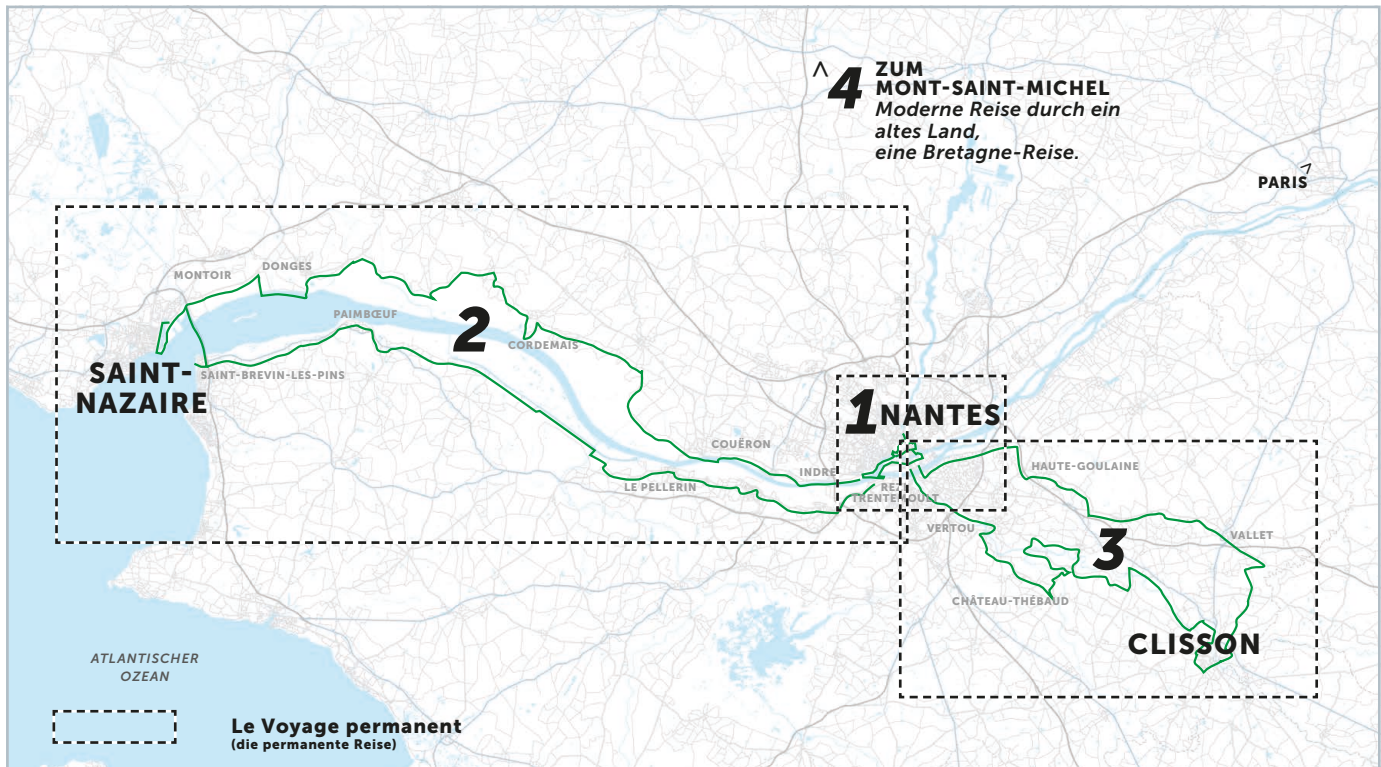 ^4 ZUM
MONT-SAINT-MICHEL
Moderne Reise durch ein
altes Land,
eine Bretagne-Reise.
PARIS >
MONTOIR
DONGES
PAIMBŒUF
2
CORDEMAIS
SAINT-
NAZAIRE
SAINT-BREVIN-LES-PINS
1 NANTES
COUËRON
INDRE
HAUTE-GOULAINE
LE PELLERIN
TRENTEMOULT
VERTOU
3
VALLET
CHÂTEAU-THÉBAUD
CLISSON
ATLANTISCHER
OZEAN
Le Voyage permanent
(die permanente Reise)